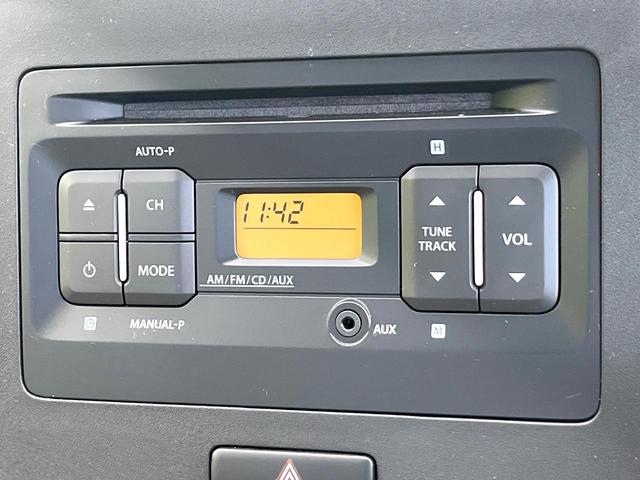 AUTO-P
H
CH
11:42
TUNE
TRACK
VOL
MODE
AM/FM/CD/AUX
MANUAL-P
AUX
M